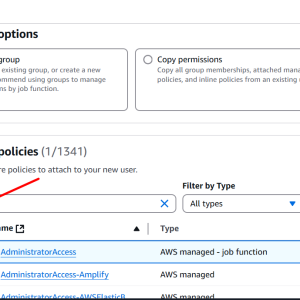 options
group
Copy permissions
existing group, or create a new
Copy all group memberships, attached mana
ommend using groups to manage
policies, and inline policies from an existing
ns by job function.
policies (1/1341)
re policies to attach to your new user.
Filter by Type
All types
me
Type
AdministratorAccess
AWS managed - job function
AdministratorAccess-Amplify
AWS managed
AdministratorAccess-AWSElasticB
AWS managed